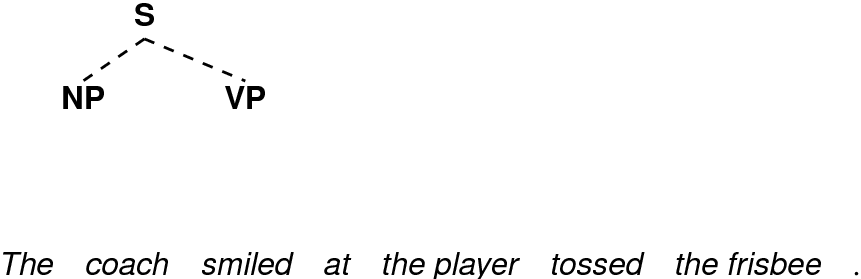 S
NP VP
The coach smiled at the player tossed the frisbee .